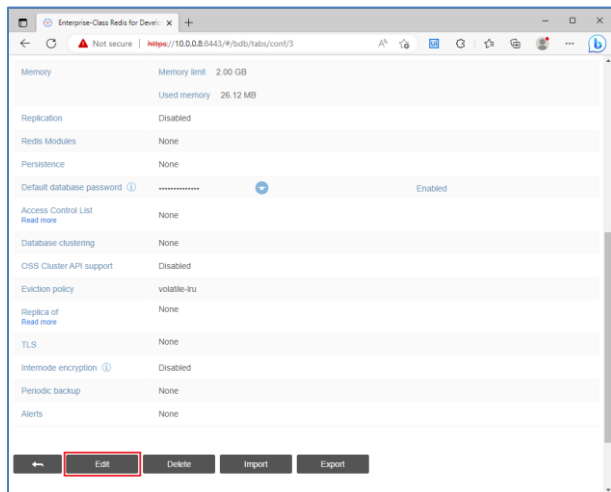 Enterprise-Class Redis for Develo
Not secure https://10.0.0.8:8443/#/bdb/tabs/conf/3
Memory Memory limit 2.00 GB
Used memory 26.12 MB
Replication Disabled
Redis Modules None
Persistence None
Default database password •••••••••••••• Enabled
Access Control List None
Read more
Database clustering None
OSS Cluster API support Disabled
Eviction policy volatile-lru
Replica of None
Read more
TLS None
Internode encryption Disabled
Periodic backup None
Alerts None
Edit Delete Import Export